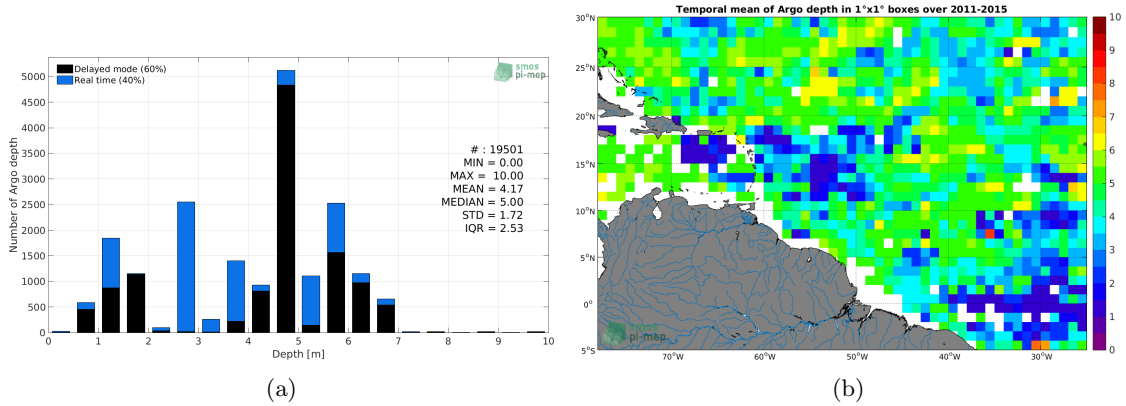 Delayed mode (60%)
Real time (40%)
smos
pi-mep
Number of Argo depth
5000
4500
4000
3500
3000
2500
2000
1500
1000
500
0
# : 19501
MIN = 0.00
MAX = 10.00
MEAN = 4.17
MEDIAN = 5.00
STD = 1.72
IQR = 2.53
0 1 2 3 4 5 6 7 8 9 10
Depth [m]
(a)
Temporal mean of Argo depth in 1°x1° boxes over 2011-2015
30°N
25°N
20°N
15°N
10°N
5°N
0°
5°S
70°W 60°W 50°W 40°W 30°W
smos
pi-mep
10
9
8
7
6
5
4
3
2
1
0
(b)